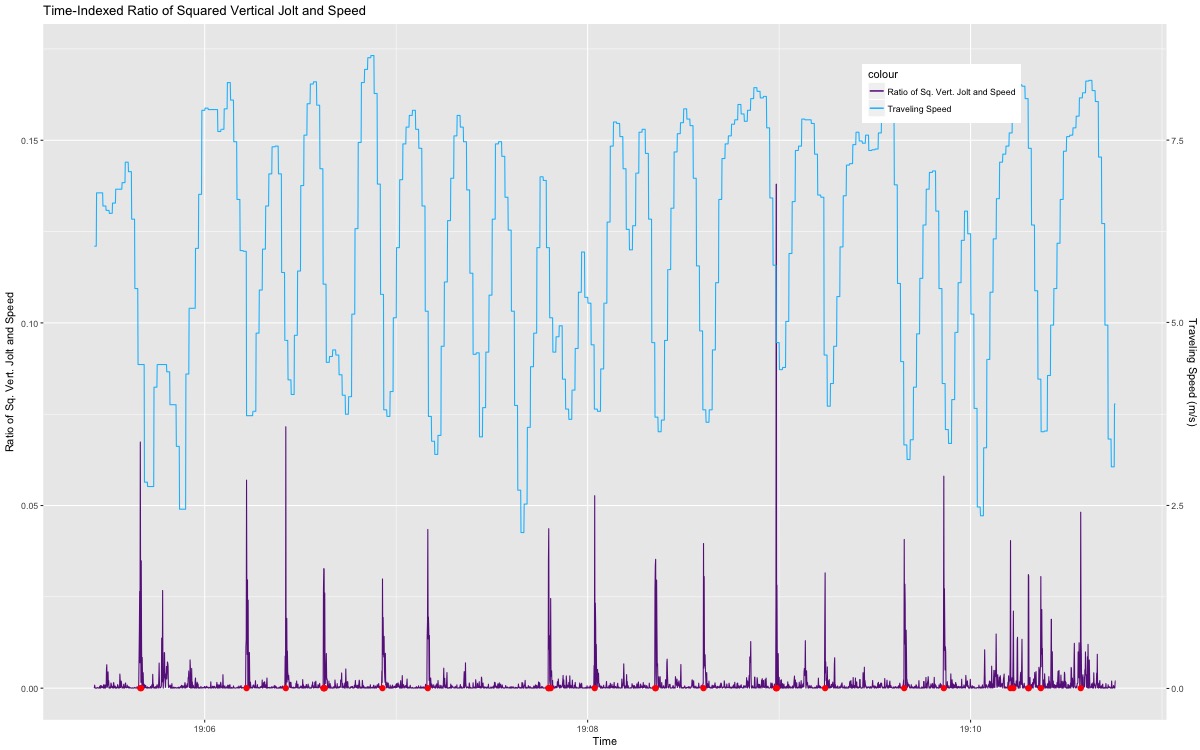 Time-Indexed Ratio of Squared Vertical Jolt and Speed
colour
Ratio of Sq. Vert. Jolt and Speed
Traveling Speed
0.15
0.10
0.05
0.00
7.5
5.0
2.5
0.0
Ratio of Sq. Vert. Jolt and Speed
Traveling Speed (m/s)
19:06
19:08
19:10
Time